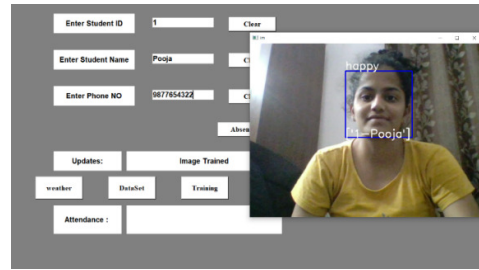 Enter Student ID 1 Clear
im
happy
Enter Student Name Pooja
Enter Phone NO 9877654322
['1-Pooja']
Updates: Image Trained
weather DataSet Training
Attendance :